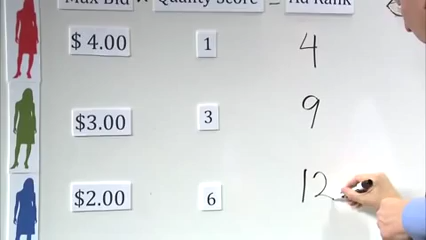 Max Bid × Quality Score = Ad Rank
$ 4.00 1 4
$3.00 3 9
$2.00 6 12